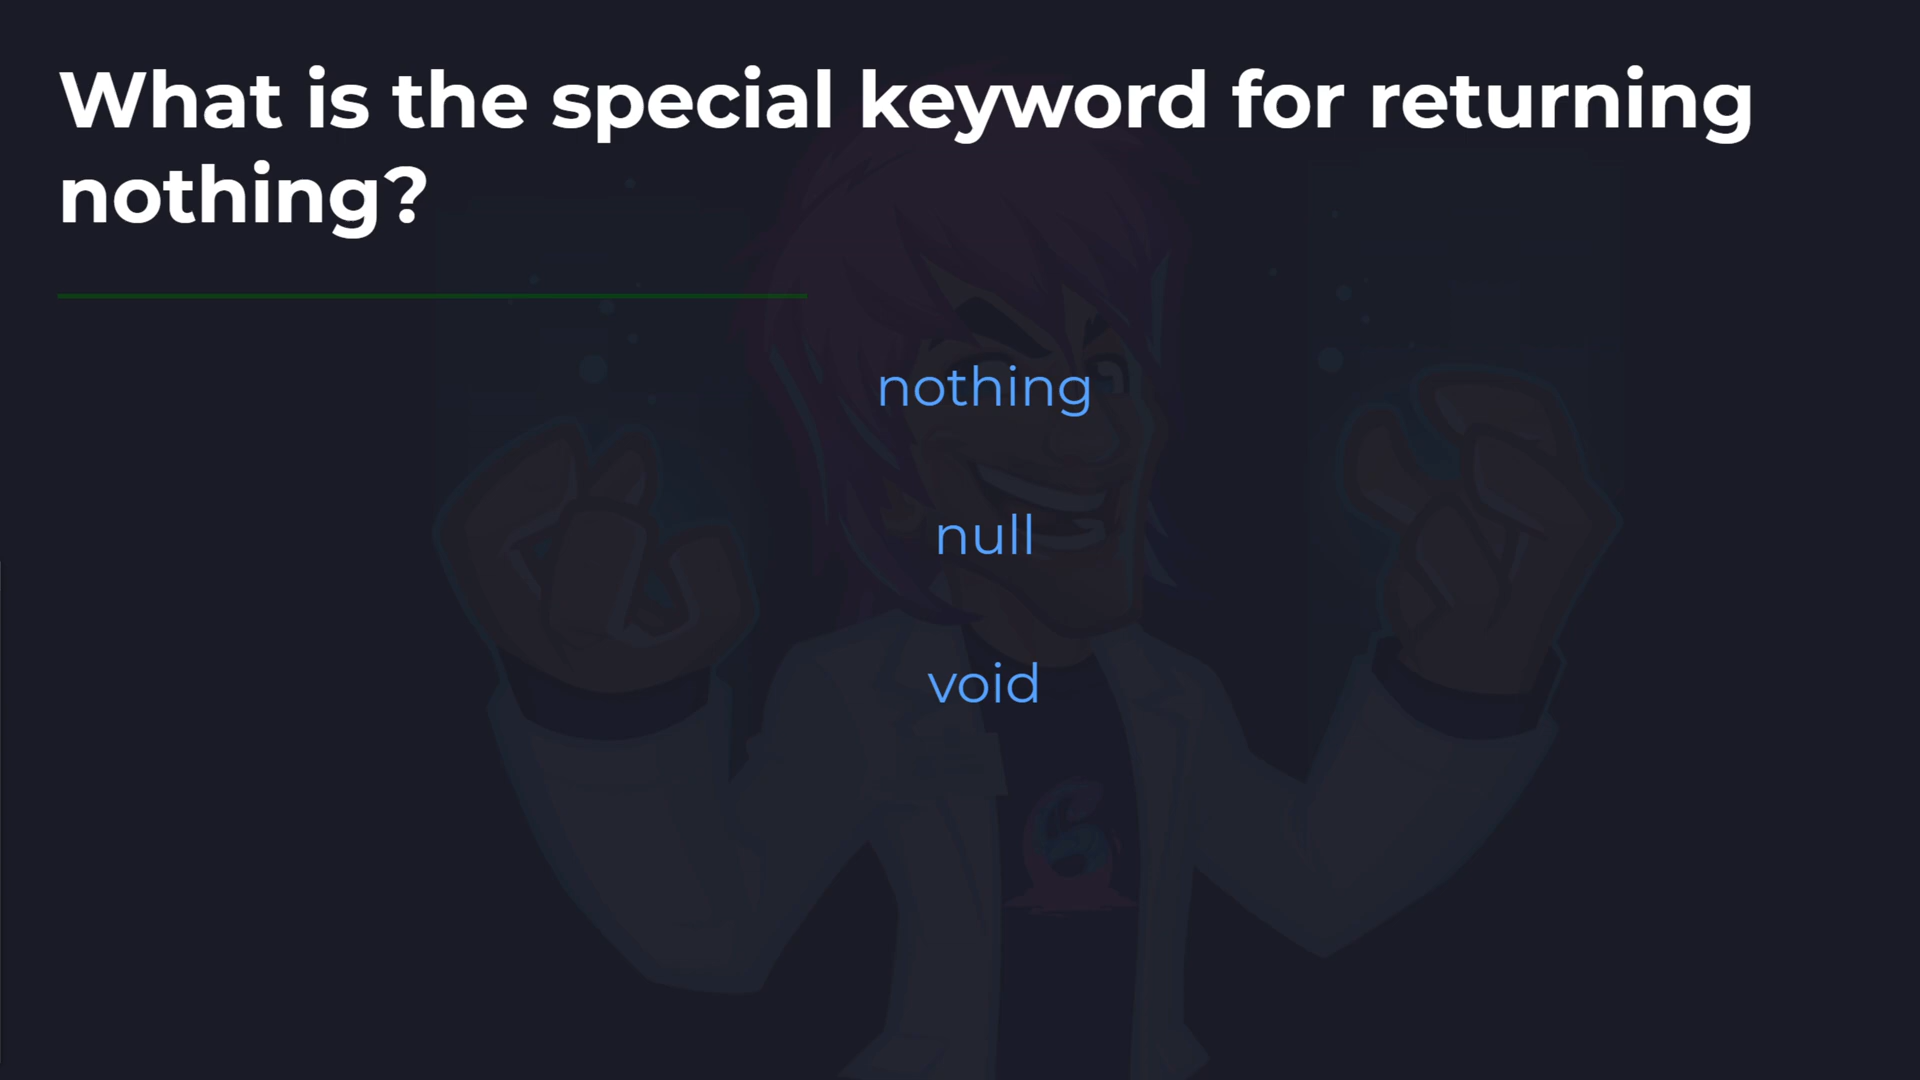 What is the special keyword for returning
nothing?
nothing
null
void